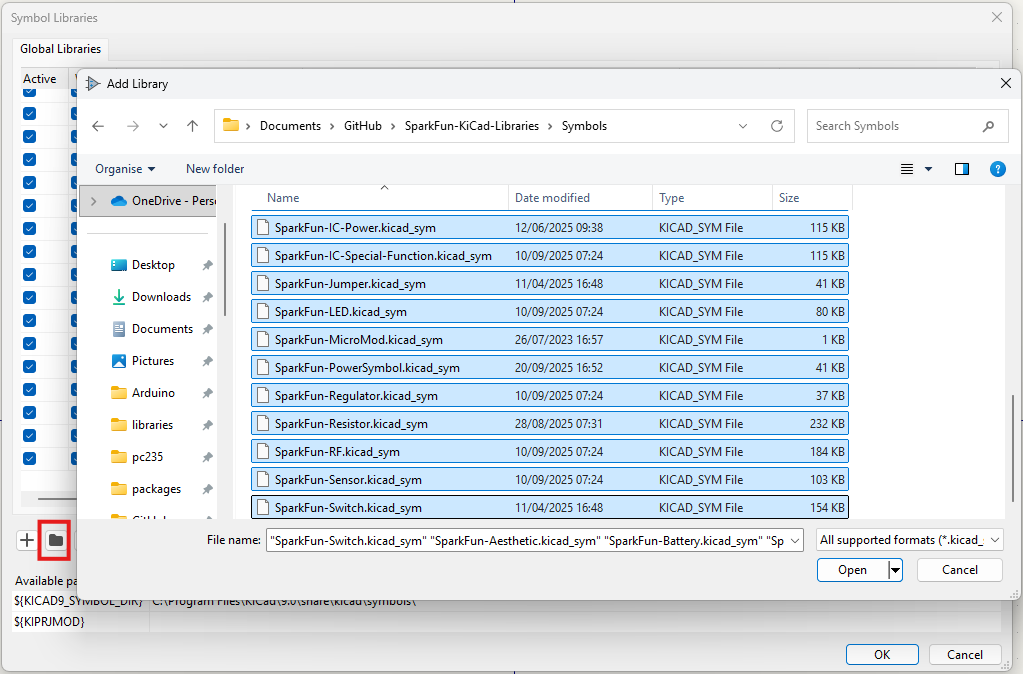 Symbol Libraries
Global Libraries
Active
Add Library
Documents > GitHub > SparkFun-KiCad-Libraries > Symbols
Search Symbols
Organise
New folder
OneDrive - Perso
Name
Date modified
Type
Size
SparkFun-IC-Power.kicad_sym 12/06/2025 09:38 KICAD_SYM File 115 KB
SparkFun-IC-Special-Function.kicad_sym 10/09/2025 07:24 KICAD_SYM File 115 KB
SparkFun-Jumper.kicad_sym 11/04/2025 16:48 KICAD_SYM File 41 KB
SparkFun-LED.kicad_sym 10/09/2025 07:24 KICAD_SYM File 80 KB
SparkFun-MicroMod.kicad_sym 26/07/2023 16:57 KICAD_SYM File 1 KB
SparkFun-PowerSymbol.kicad_sym 20/09/2025 16:52 KICAD_SYM File 41 KB
SparkFun-Regulator.kicad_sym 10/09/2025 07:24 KICAD_SYM File 37 KB
SparkFun-Resistor.kicad_sym 28/08/2025 07:31 KICAD_SYM File 232 KB
SparkFun-RF.kicad_sym 10/09/2025 07:24 KICAD_SYM File 184 KB
SparkFun-Sensor.kicad_sym 10/09/2025 07:24 KICAD_SYM File 103 KB
SparkFun-Switch.kicad_sym 11/04/2025 16:48 KICAD_SYM File 154 KB
Desktop
Downloads
Documents
Pictures
Arduino
libraries
pc235
packages
File name: "SparkFun-Switch.kicad_sym" "SparkFun-Aesthetic.kicad_sym" "SparkFun-Battery.kicad_sym" "Sp
All supported formats (*.kicad_
Open
Cancel
Available pa
${KICAD9_SYMBOL_DIR} C:\Program Files\KiCad\9.0\share\kicad\symbols\
${KIPRJMOD}
OK
Cancel